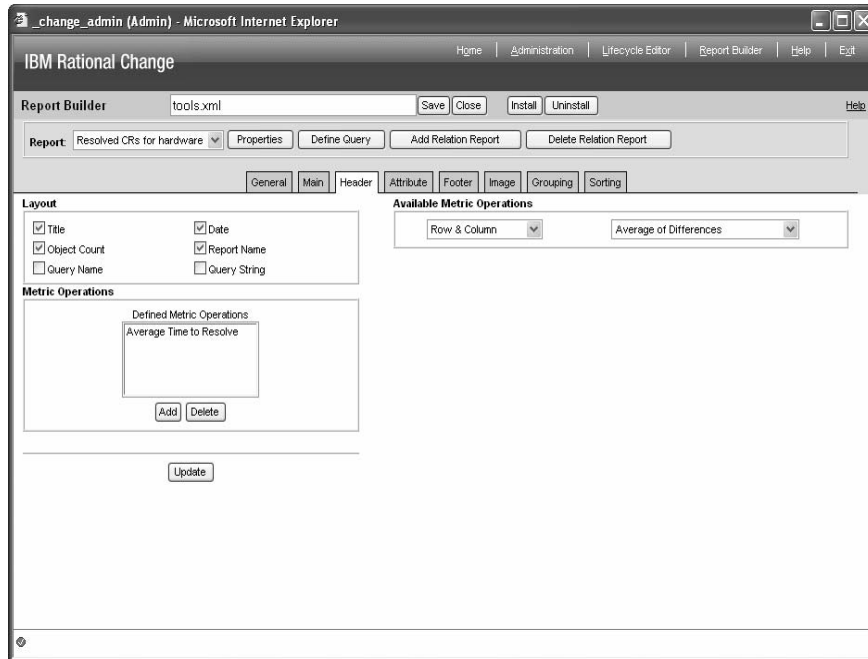 _change_admin (Admin) - Microsoft Internet Explorer
Home Administration Lifecycle Editor Report Builder Help Exit
IBM Rational Change
Report Builder tools.xml Save Close Install Uninstall Help
Report: Resolved CRs for hardware Properties Define Query Add Relation Report Delete Relation Report
General Main Header Attribute Footer Image Grouping Sorting
Layout
Title Date
Object Count Report Name
Query Name Query String
Metric Operations
Defined Metric Operations
Average Time to Resolve
Add Delete
Update
Available Metric Operations
Row & Column Average of Differences